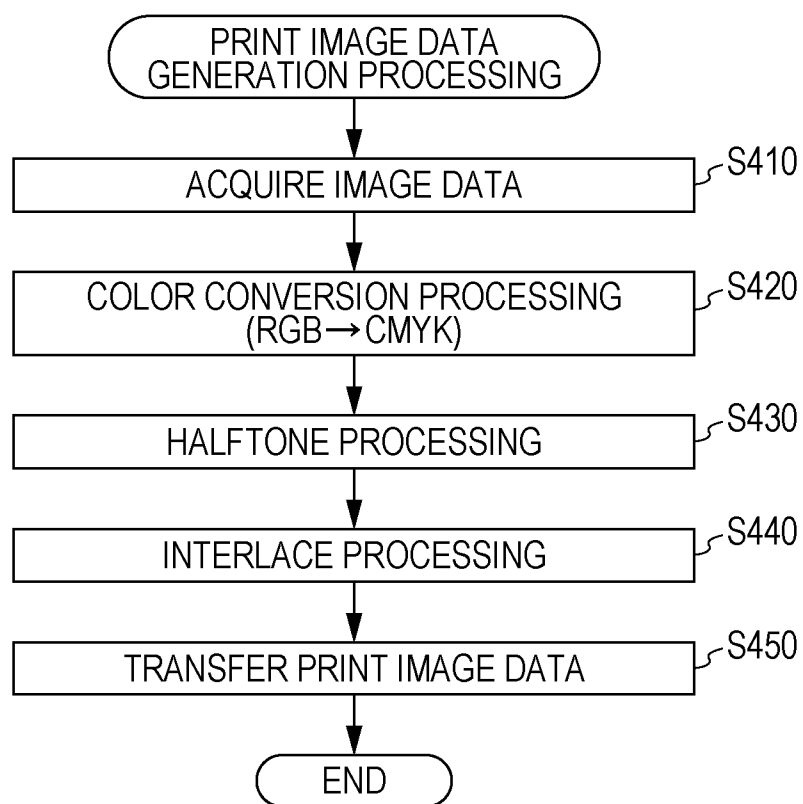 PRINT IMAGE DATA
GENERATION PROCESSING
ACQUIRE IMAGE DATA
S410
COLOR CONVERSION PROCESSING
(RGB→CMYK)
S420
HALFTONE PROCESSING
S430
INTERLACE PROCESSING
S440
TRANSFER PRINT IMAGE DATA
S450
END